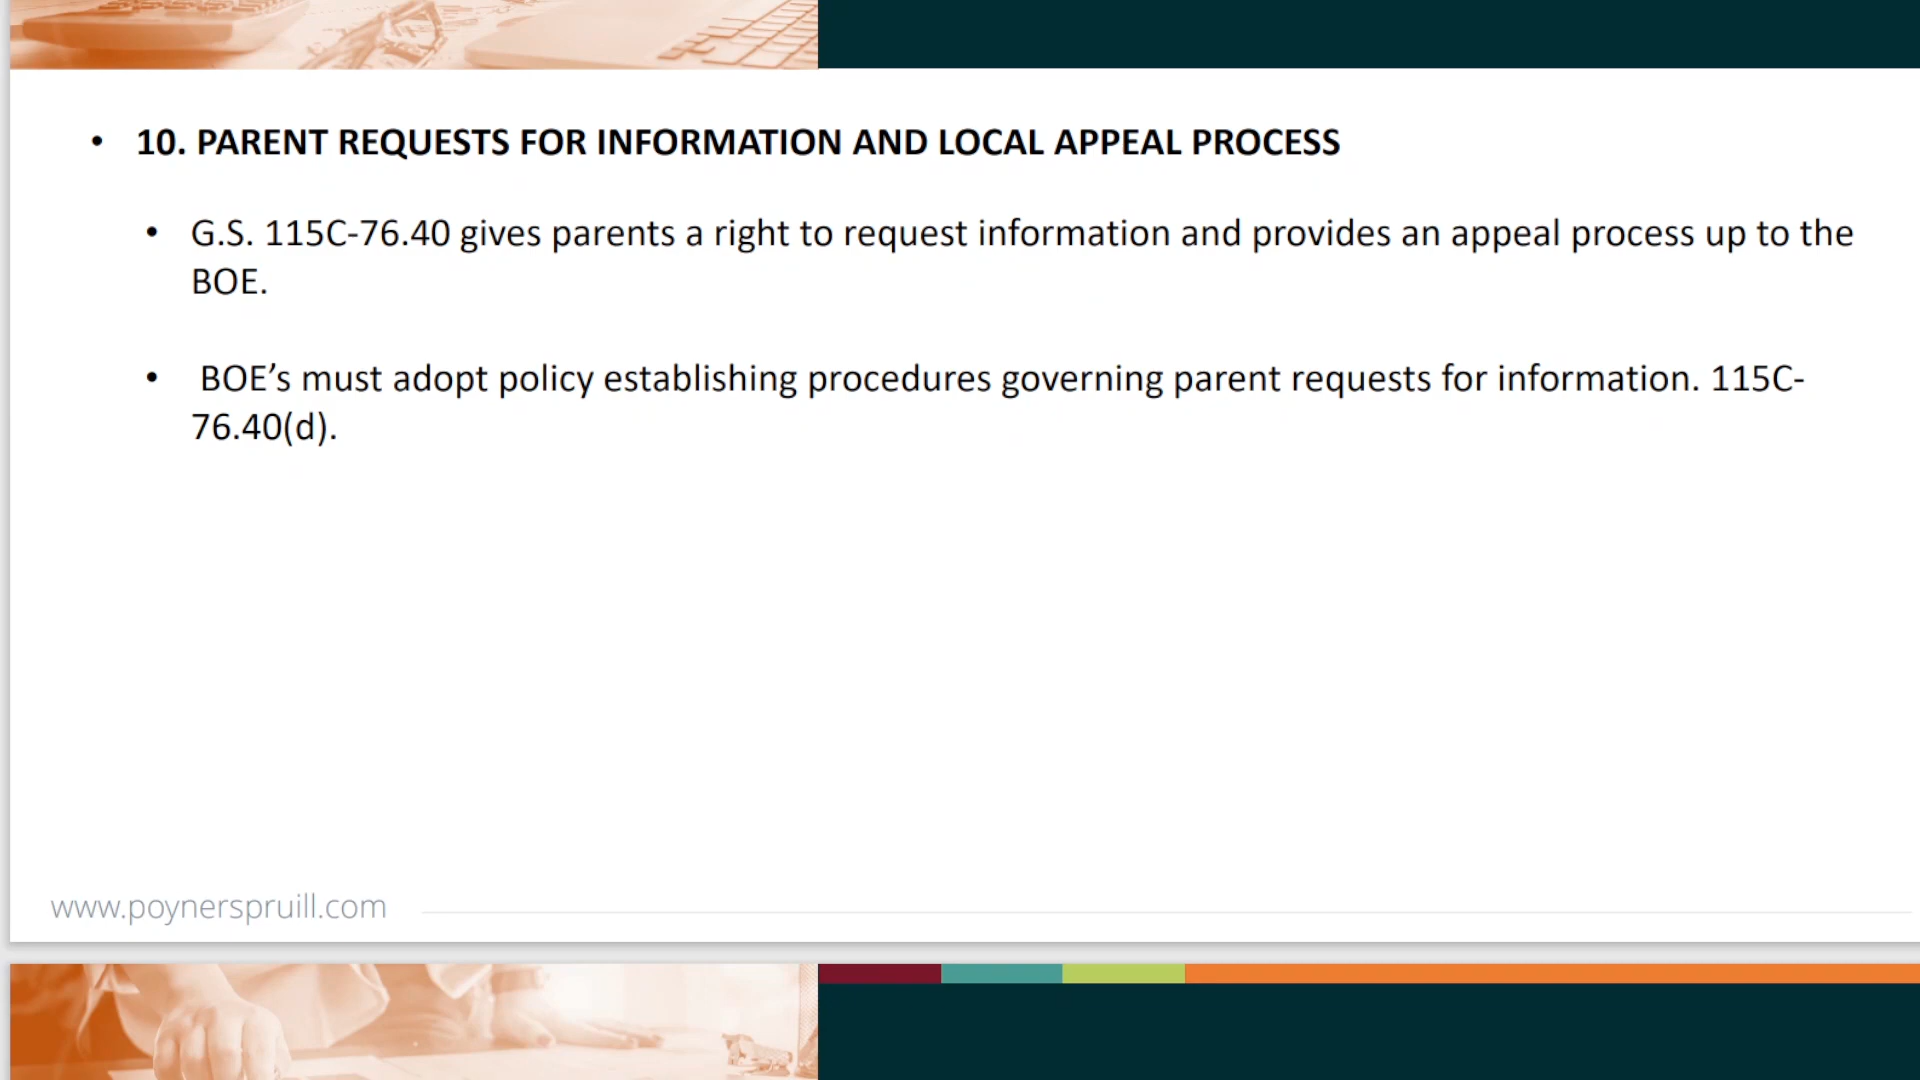 • 10. PARENT REQUESTS FOR INFORMATION AND LOCAL APPEAL PROCESS
• G.S. 115C-76.40 gives parents a right to request information and provides an appeal process up to the
BOE.
• BOE’s must adopt policy establishing procedures governing parent requests for information. 115C-
76.40(d).
www.poynerspruill.com